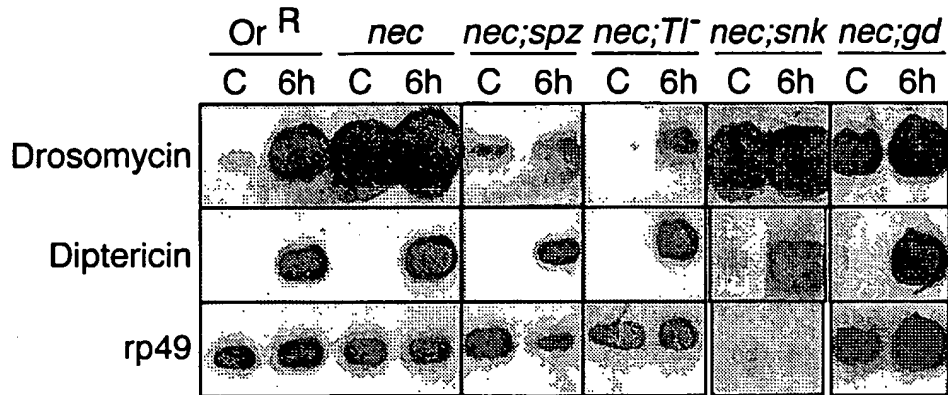 Or R nec nec;spz nec;Tl- nec;snk nec;gd
C 6h C 6h C 6h C 6h C 6h C 6h
Drosomycin
Diptericin
rp49